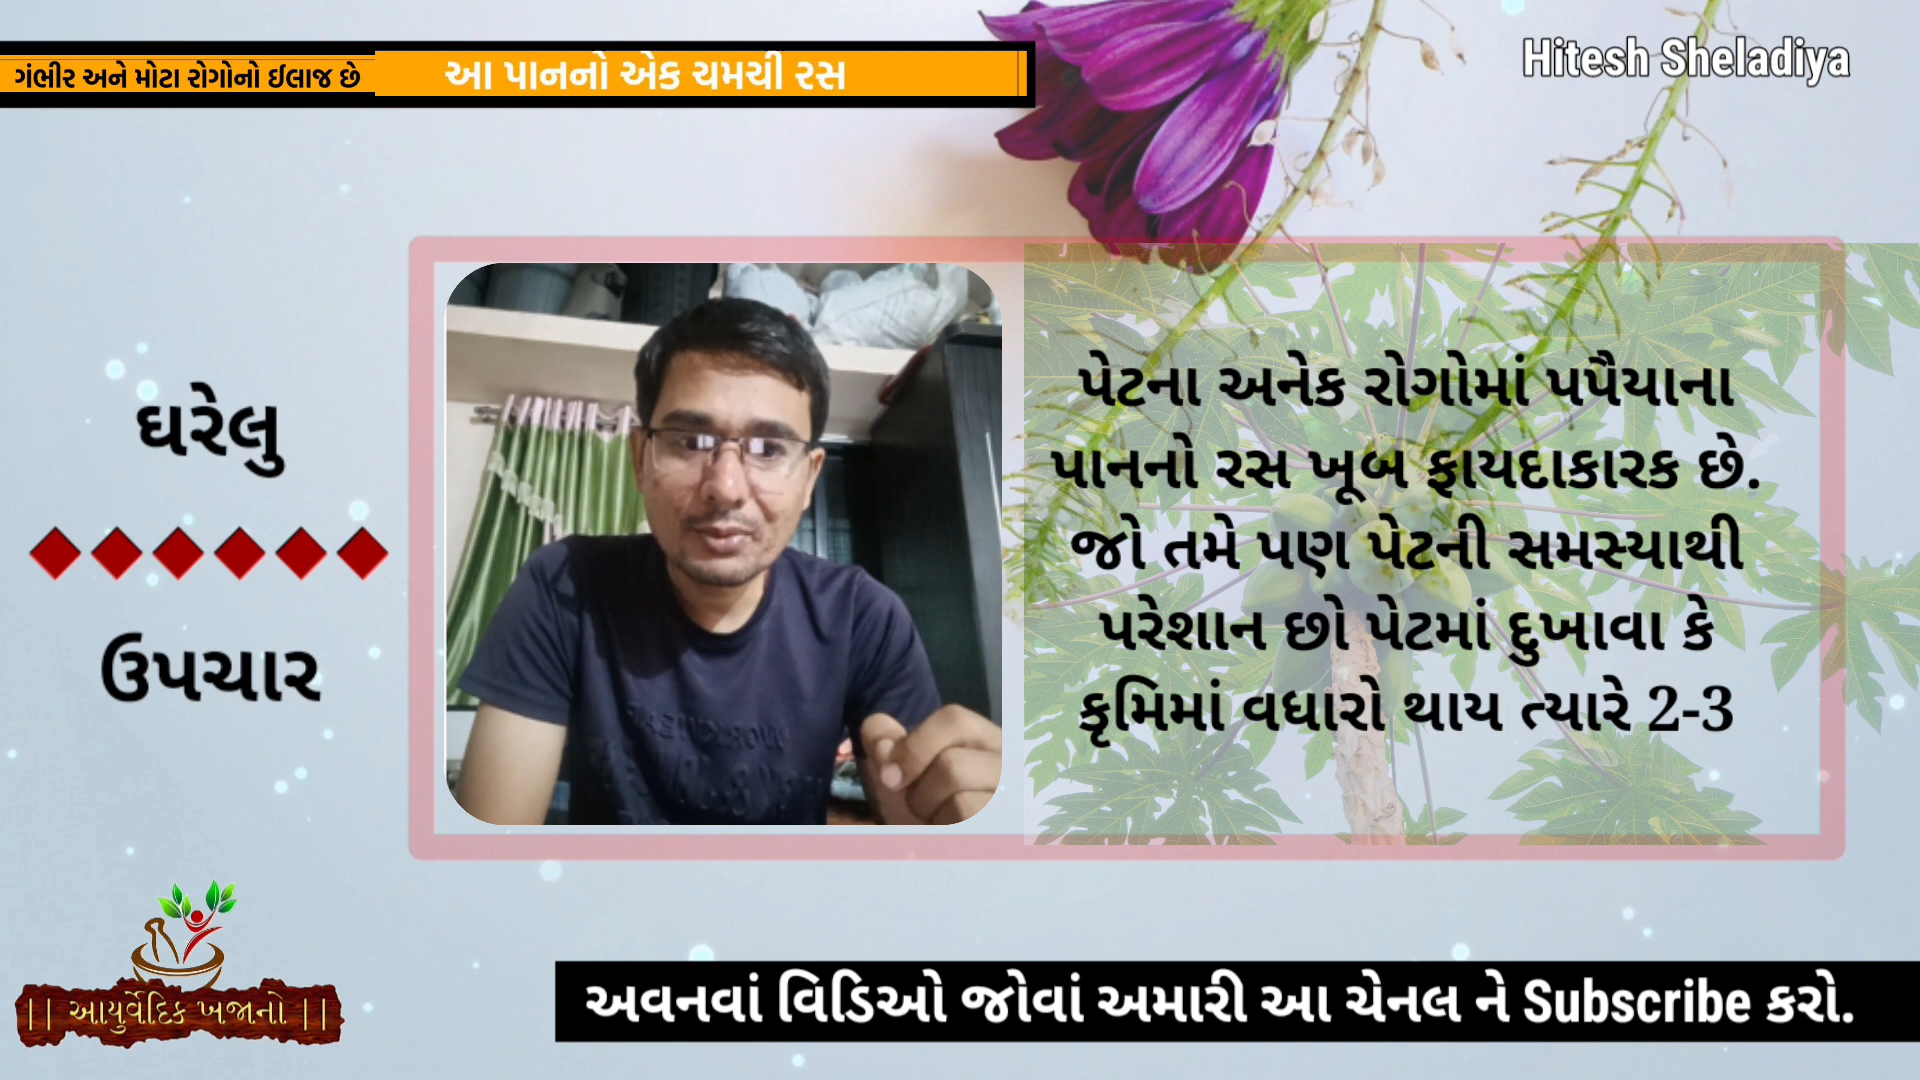 ગંભીર અને મોટા રોગોનો ઈલાજ છે
આ પાનનો એક ચમચી રસ
Hitesh Sheladiya
ઘરેલુ
ઉપચાર
પેટના અનેક રોગોમાં પપૈયાના
પાનનો રસ ખૂબ ફાયદાકારક છે.
જો તમે પણ પેટની સમસ્યાથી
પરેશાન છો પેટમાં દુખાવા કે
કૃમિમાં વધારો થાય ત્યારે 2-3
|| આયુર્વેદિક ખજાનો ||
અવનવાં વિડિઓ જોવાં અમારી આ ચેનલ ને Subscribe કરો.